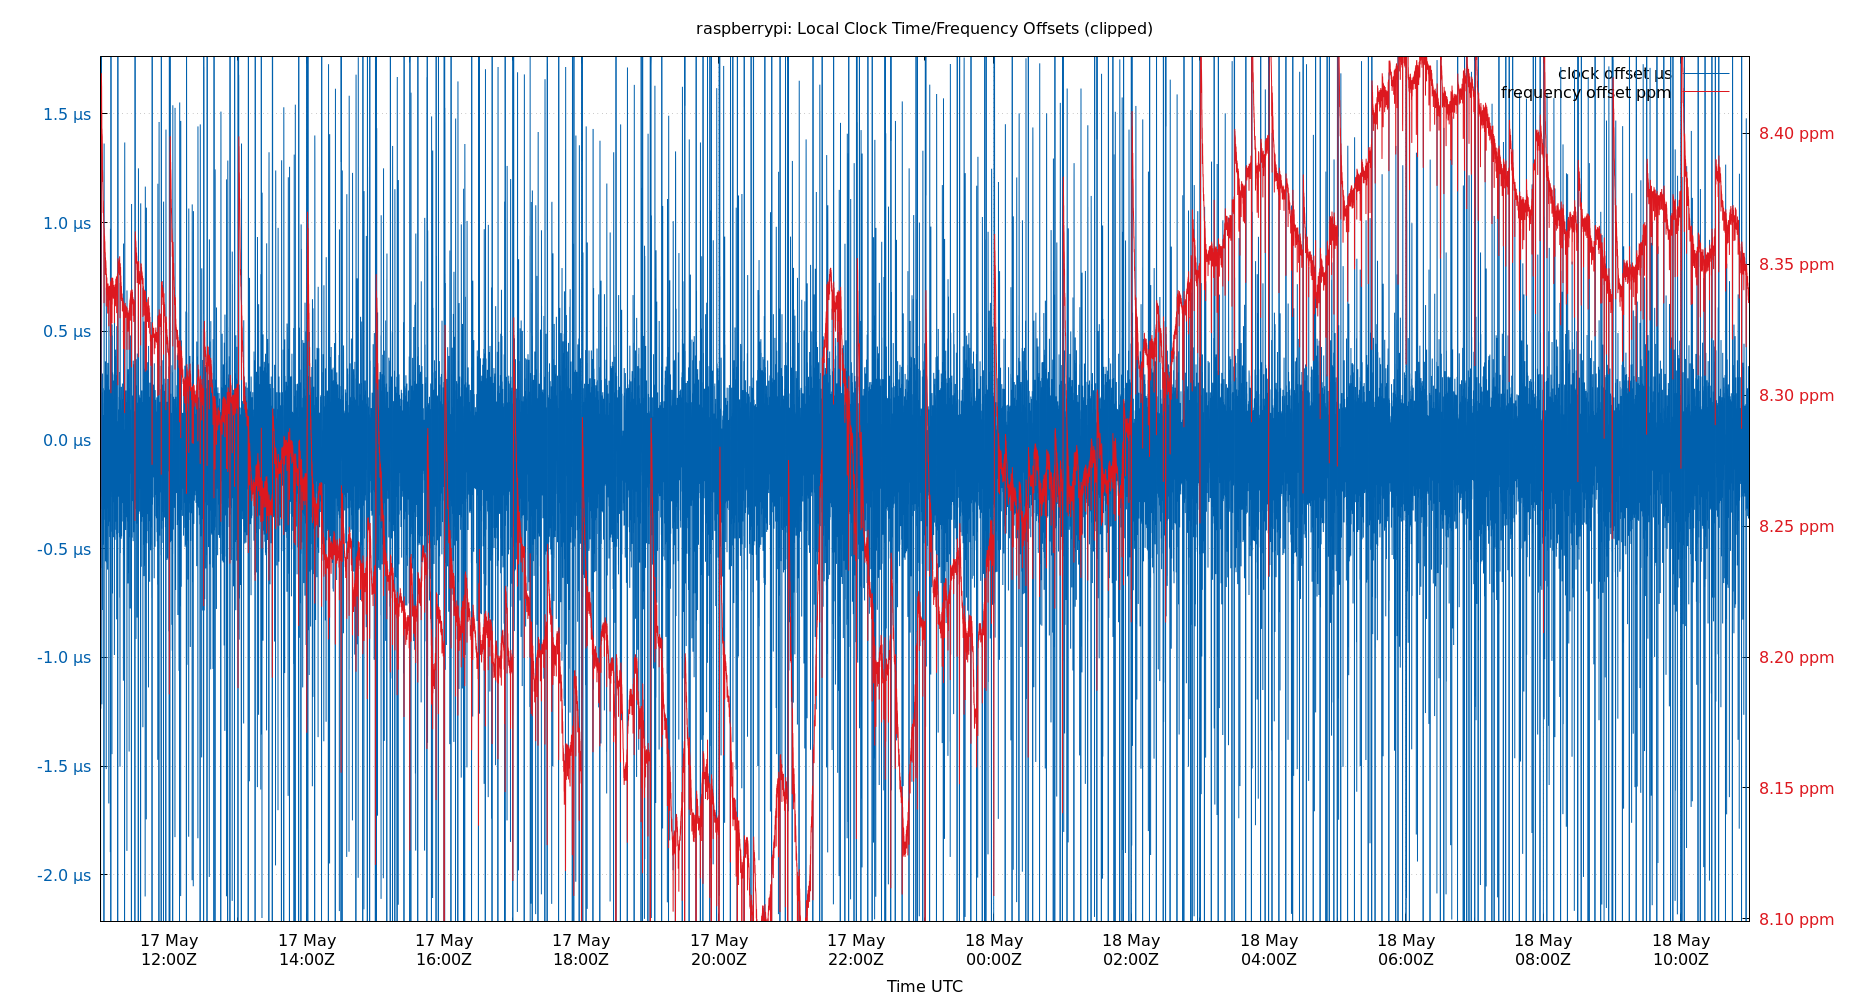 raspberrypi: Local Clock Time/Frequency Offsets (clipped)
clock offset µs
frequency offset ppm
1.5 µs
1.0 µs
0.5 µs
0.0 µs
-0.5 µs
-1.0 µs
-1.5 µs
-2.0 µs
8.40 ppm
8.35 ppm
8.30 ppm
8.25 ppm
8.20 ppm
8.15 ppm
8.10 ppm
17 May 17 May 17 May 17 May 17 May 17 May 18 May 18 May 18 May 18 May 18 May 18 May
12:00Z 14:00Z 16:00Z 18:00Z 20:00Z 22:00Z 00:00Z 02:00Z 04:00Z 06:00Z 08:00Z 10:00Z
Time UTC